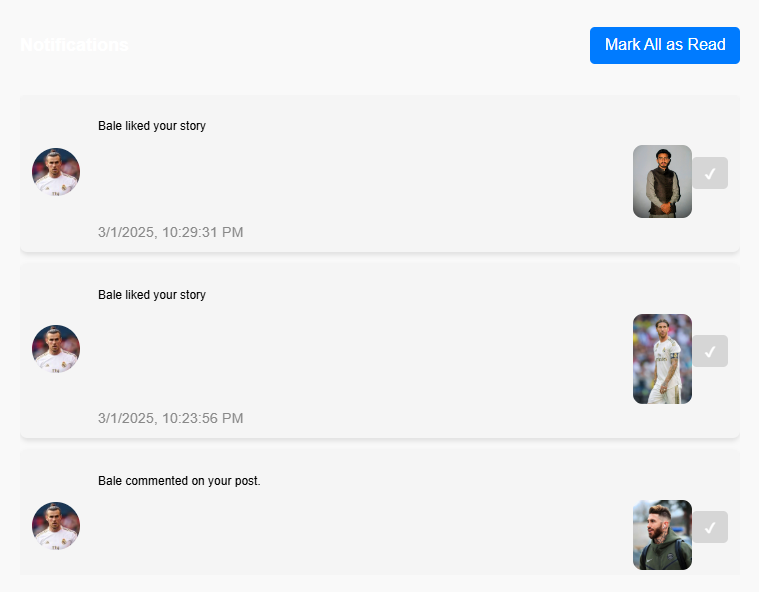 Notifications
Mark All as Read
Bale liked your story
3/1/2025, 10:29:31 PM
Bale liked your story
3/1/2025, 10:23:56 PM
Bale commented on your post.